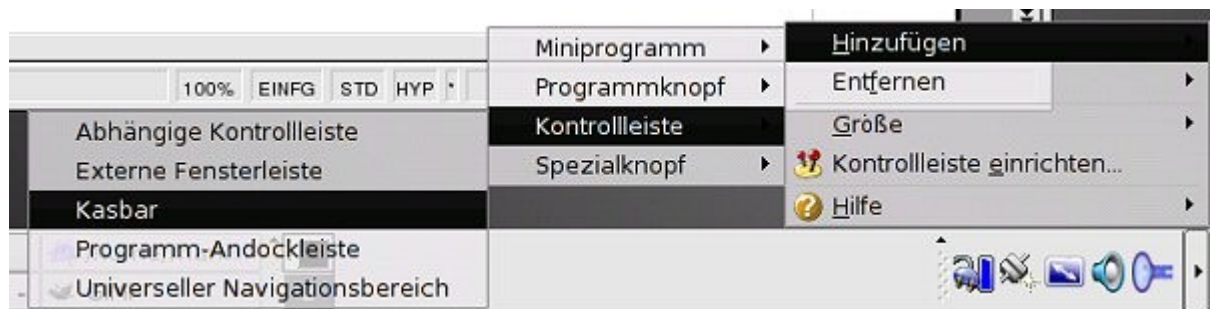 Hinzufügen
Entfernen
Größe
Kontrollleiste einrichten...
Hilfe
Miniprogramm
Programmknopf
Kontrollleiste
Spezialknopf
100% EINFG STD HYP *
Abhängige Kontrollleiste
Externe Fensterleiste
Kasbar
Programm-Andockleiste
Universeller Navigationsbereich